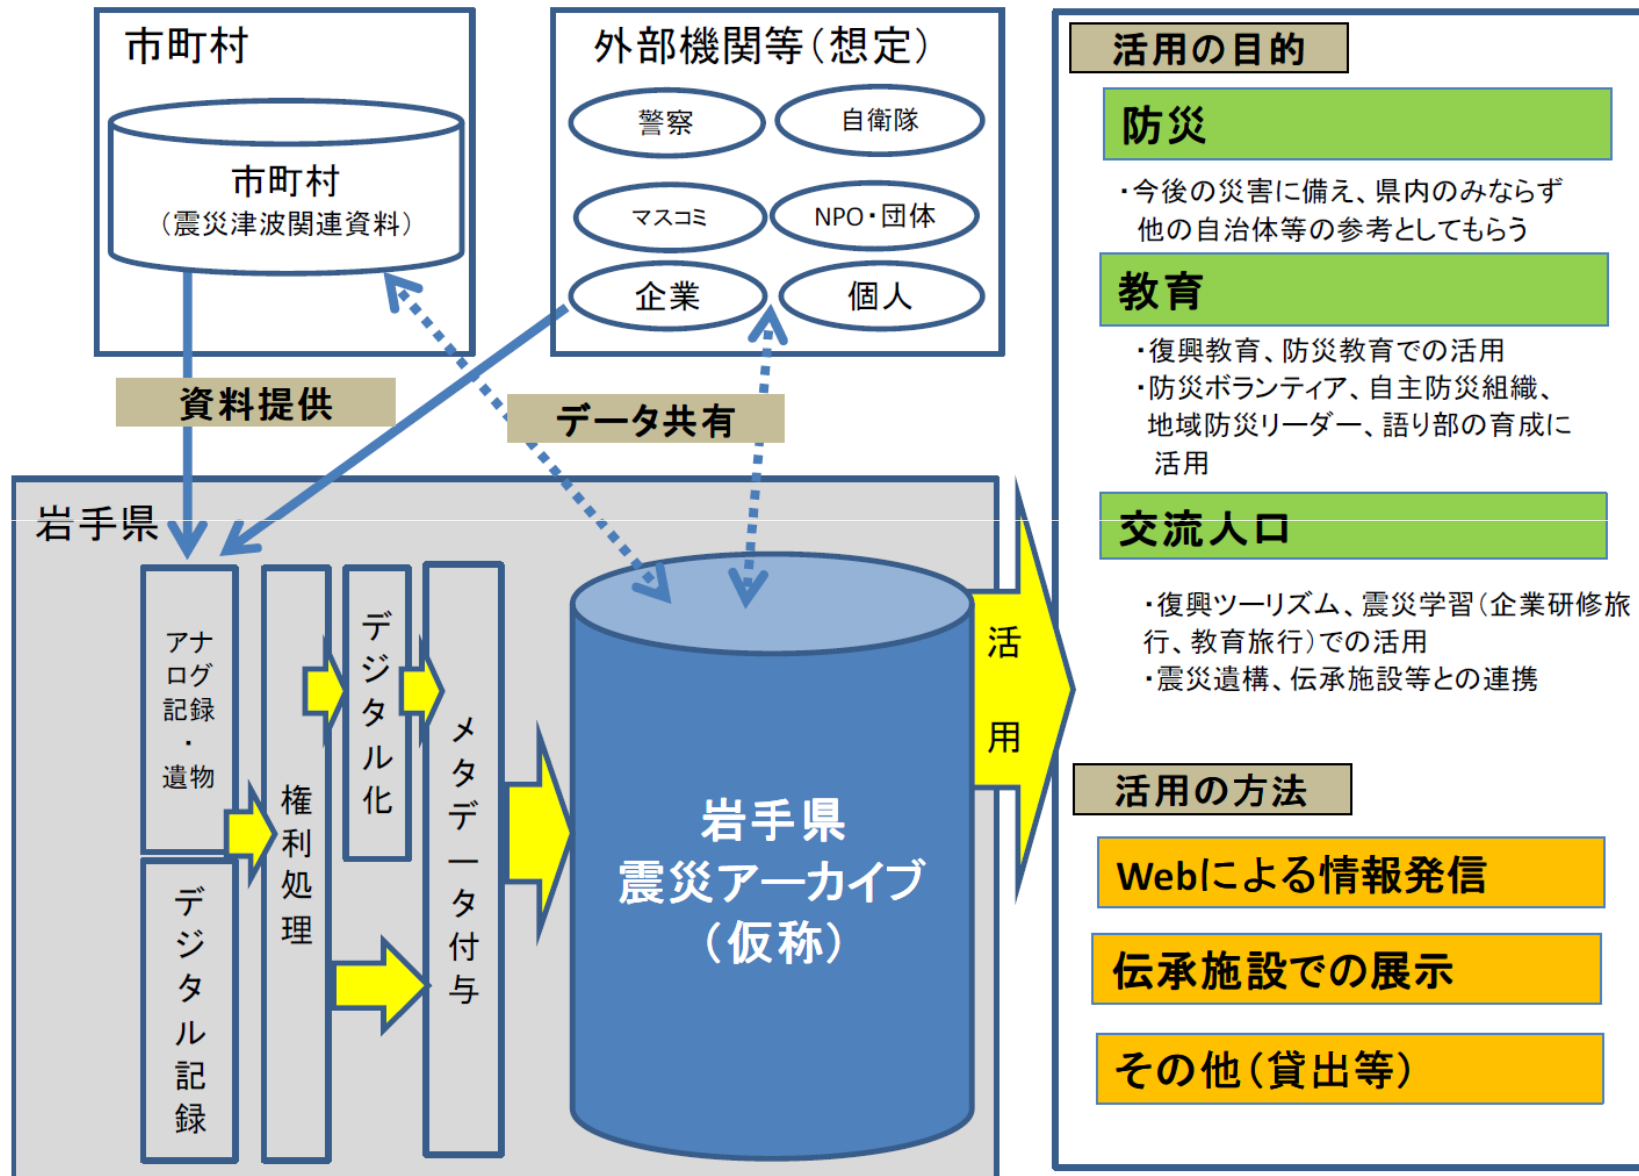 市町村
市町村
（震災津波関連資料）
外部機関等（想定）
警察
自衛隊
マスコミ
NPO・団体
企業
個人
資料提供
データ共有
岩手県
アナ
ログ
記録
・
遺物
デジタル記録
権利処理
デジタル化
メタデータ付与
岩手県
震災アーカイブ
（仮称）
活用
活用の目的
防災
・今後の災害に備え、県内のみならず
他の自治体等の参考としてもらう
教育
・復興教育、防災教育での活用
・防災ボランティア、自主防災組織、
地域防災リーダー、語り部の育成に
活用
交流人口
・復興ツーリズム、震災学習（企業研修旅
行、教育旅行）での活用
・震災遺構、伝承施設等との連携
活用の方法
Webによる情報発信
伝承施設での展示
その他（貸出等）